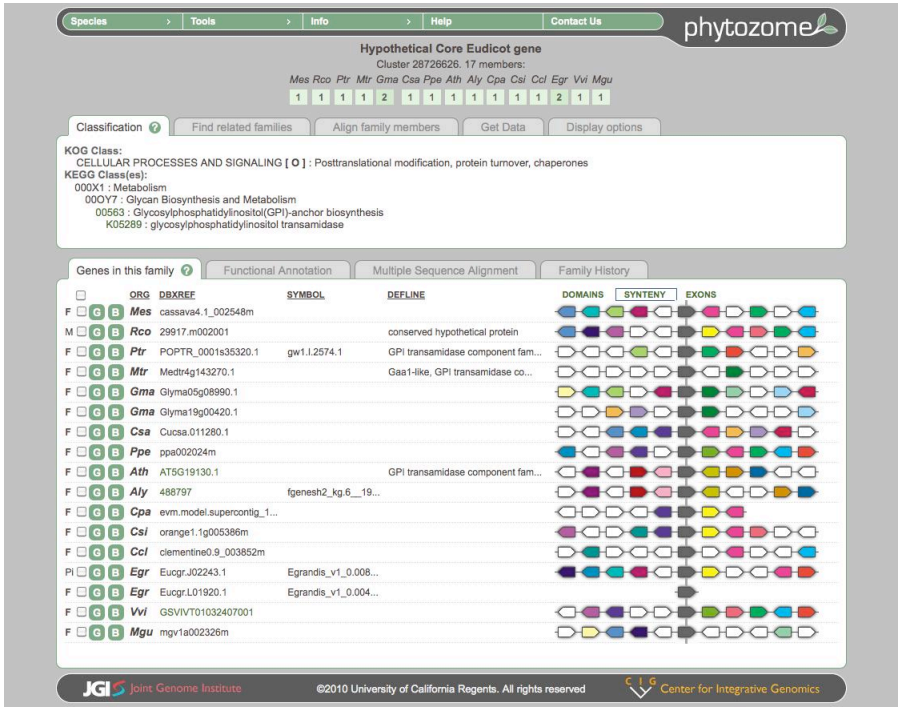 Species > Tools > Info > Help Contact Us
phytozome
Hypothetical Core Eudicot gene
Cluster 28726626. 17 members:
Mes Rco Ptr Mtr Gma Csa Ppe Ath Aly Cpa Csi Ccl Egr Vvi Mgu
1 1 1 1 2 1 1 1 1 1 1 1 2 1 1
Classification ? Find related families Align family members Get Data Display options
KOG Class:
CELLULAR PROCESSES AND SIGNALING [ O ] : Posttranslational modification, protein turnover, chaperones
KEGG Class(es):
000X1 : Metabolism
00OY7 : Glycan Biosynthesis and Metabolism
00563 : Glycosylphosphatidylinositol(GPI)-anchor biosynthesis
K05289 : glycosylphosphatidylinositol transamidase
Genes in this family ? Functional Annotation Multiple Sequence Alignment Family History
ORG DBXREF SYMBOL DEFLINE DOMAINS SYNTENY EXONS
F G B Mes cassava4.1_002548m
M G B Rco 29917.m002001 conserved hypothetical protein
F G B Ptr POPTR_0001s35320.1 gw1.I.2574.1 GPI transamidase component fam...
F G B Mtr Medtr4g143270.1 Gaa1-like, GPI transamidase co...
F G B Gma Glyma05g08990.1
F G B Gma Glyma19g00420.1
F G B Csa Cucsa.011280.1
F G B Ppe ppa002024m
F G B Ath AT5G19130.1 GPI transamidase component fam...
F G B Aly 488797 fgenesh2_kg.6__19...
F G B Cpa evm.model.supercontig_1...
F G B Csi orange1.1g005386m
F G B Ccl clementine0.9_003852m
Pi G B Egr Eucgr.J02243.1 Egrandis_v1_0.008...
F G B Egr Eucgr.L01920.1 Egrandis_v1_0.004...
F G B Vvi GSVIVT01032407001
F G B Mgu mgv1a002326m
JGI Joint Genome Institute ©2010 University of California Regents. All rights reserved C I G Center for Integrative Genomics